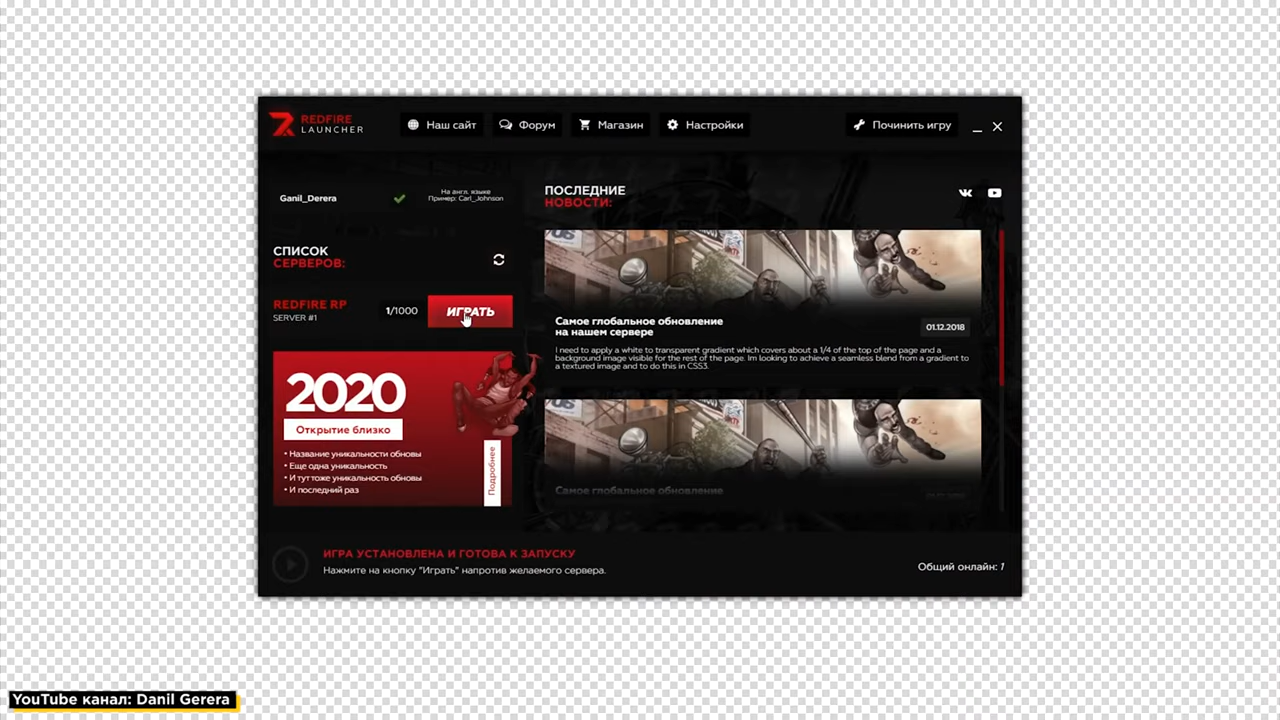 REDFIRE
LAUNCHER
Наш сайт
Форум
Магазин
Настройки
Починить игру
Ganil_Derera
На англ. языке
Пример: Carl_Johnson
ПОСЛЕДНИЕ
НОВОСТИ:
СПИСОК
СЕРВЕРОВ:
REDFIRE RP
SERVER #1
1/1000
ИГРАТЬ
Самое глобальное обновление
на нашем сервере
01.12.2018
I need to apply a white to transparent gradient which covers about a 1/4 of the top of the page and a
background image visible for the rest of the page. Im looking to achieve a seamless blend from a gradient to
a textured image and to do this in CSS3.
2020
Открытие близко
• Название уникальности обновы
• Еще одна уникальность
• И тут тоже уникальность обновы
• И последний раз
Подробнее
Самое глобальное обновление
ИГРА УСТАНОВЛЕНА И ГОТОВА К ЗАПУСКУ
Нажмите на кнопку "Играть" напротив желаемого сервера.
Общий онлайн: 1
YouTube канал: Danil Gerera